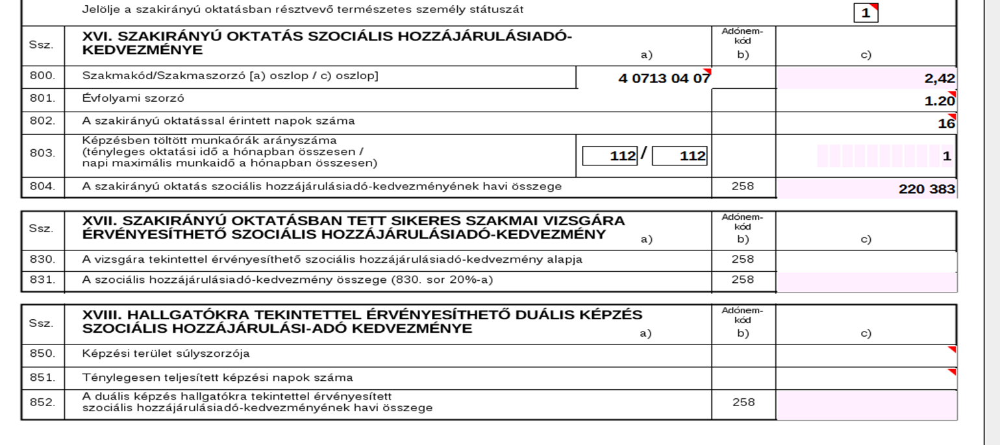 Jelölje a szakirányú oktatásban résztvevő természetes személy státuszát 1
Ssz. XVI. SZAKIRÁNYÚ OKTATÁS SZOCIÁLIS HOZZÁJÁRULÁSIADÓ-
KEDVEZMÉNYE a) Adónem-
kód
b) c)
800. Szakmakód/Szakmaszorzó [a) oszlop / c) oszlop] 4 0713 04 07 2,42
801. Évfolyami szorzó 1.20
802. A szakirányú oktatással érintett napok száma 16
803. Képzésben töltött munkaórák arányszáma
(tényleges oktatási idő a hónapban összesen /
napi maximális munkaidő a hónapban összesen) 112 / 112 1
804. A szakirányú oktatás szociális hozzájárulásiadó-kedvezményének havi összege 258 220 383
Ssz. XVII. SZAKIRÁNYÚ OKTATÁSBAN TETT SIKERES SZAKMAI VIZSGÁRA
ÉRVÉNYESÍTHETŐ SZOCIÁLIS HOZZÁJÁRULÁSIADÓ-KEDVEZMÉNY a) Adónem-
kód
b) c)
830. A vizsgára tekintettel érvényesíthető szociális hozzájárulásiadó-kedvezmény alapja 258
831. A szociális hozzájárulásiadó-kedvezmény összege (830. sor 20%-a) 258
Ssz. XVIII. HALLGATÓKRA TEKINTETTEL ÉRVÉNYESÍTHETŐ DUÁLIS KÉPZÉS
SZOCIÁLIS HOZZÁJÁRULÁSI-ADÓ KEDVEZMÉNYE a) Adónem-
kód
b) c)
850. Képzési terület súlyszorzója
851. Ténylegesen teljesített képzési napok száma
852. A duális képzés hallgatókra tekintettel érvényesített
szociális hozzájárulásiadó-kedvezményének havi összege 258